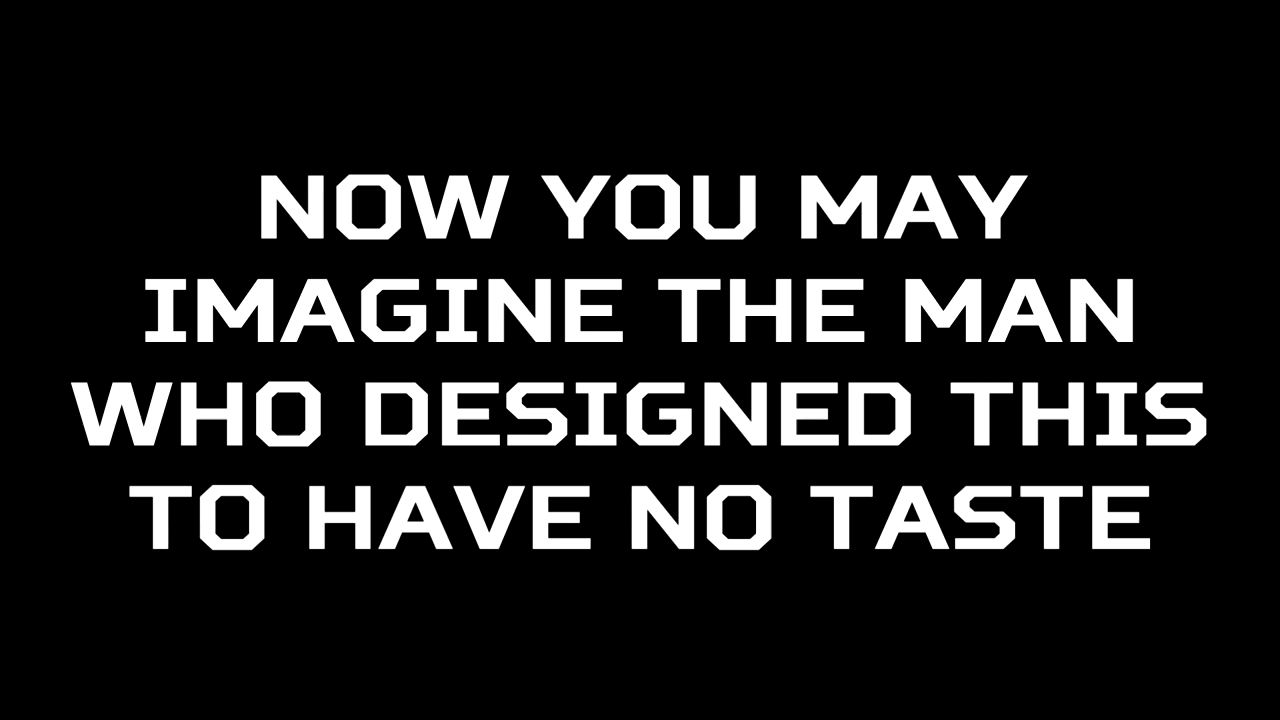 NOW YOU MAY
IMAGINE THE MAN
WHO DESIGNED THIS
TO HAVE NO TASTE